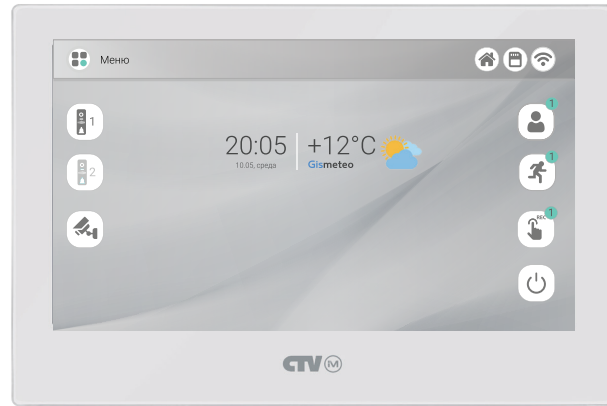 Меню
1
2
20:05
10.05, среда
+12°C
Gismeteo
1
1
REC 1
CTV M